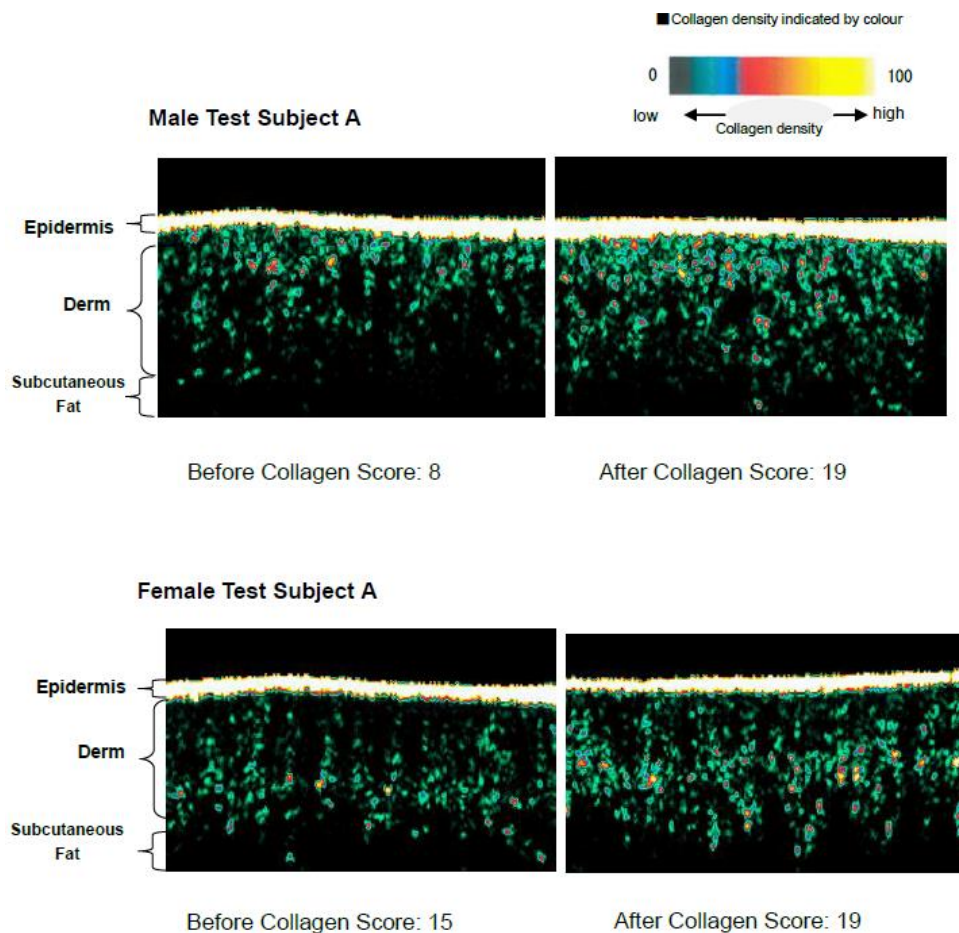 ■ Collagen density indicated by colour
0
100
low
high
Collagen density
Male Test Subject A
Epidermis
Derm
Subcutaneous
Fat
Before Collagen Score: 8
After Collagen Score: 19
Female Test Subject A
Epidermis
Derm
Subcutaneous
Fat
Before Collagen Score: 15
After Collagen Score: 19